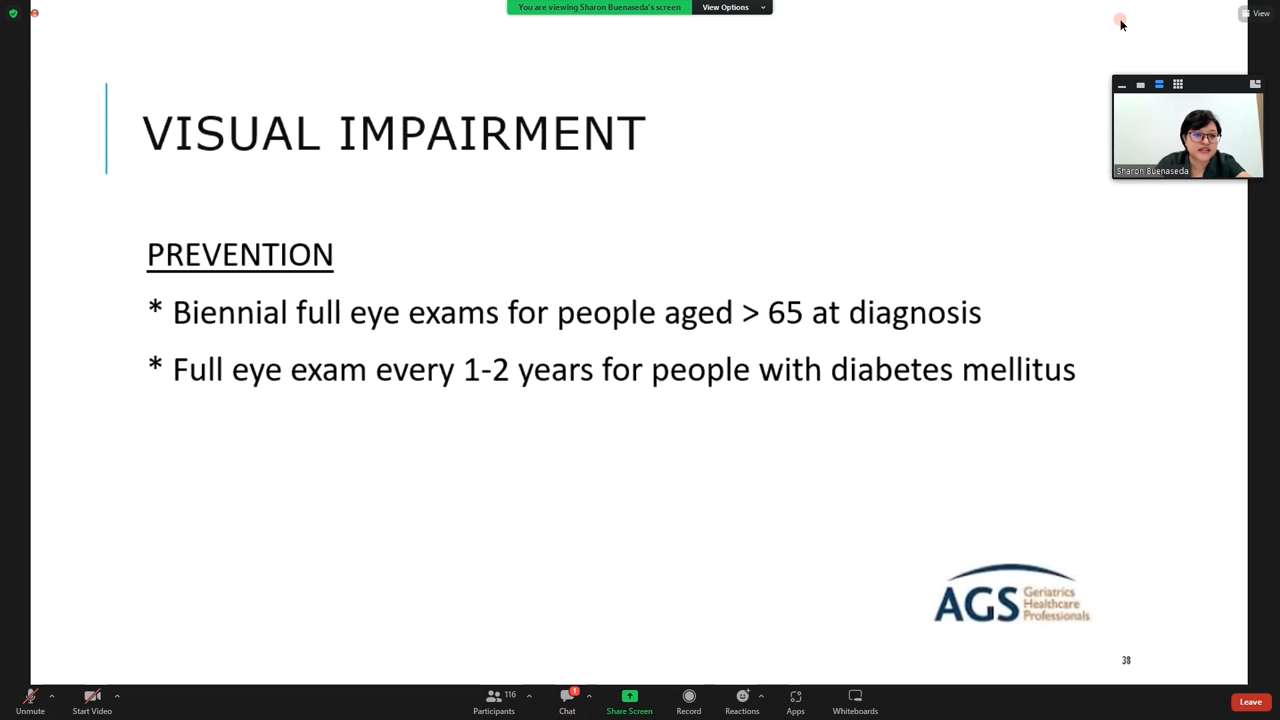 You are viewing Sharon Buenaseda's screen
View Options
View
VISUAL IMPAIRMENT
Sharon Buenaseda
PREVENTION
* Biennial full eye exams for people aged > 65 at diagnosis
* Full eye exam every 1-2 years for people with diabetes mellitus
AGS Geriatrics
Healthcare
Professionals
38
Unmute
Start Video
116
Participants
1
Chat
Share Screen
Record
Reactions
Apps
Whiteboards
Leave